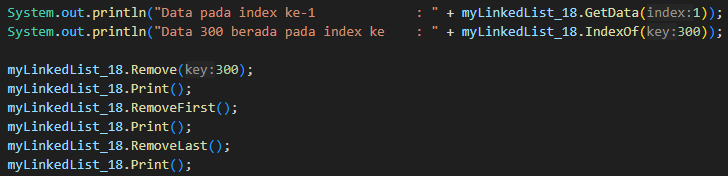 System.out.println("Data pada index ke-1             : " + myLinkedList_18.GetData(index:1));
System.out.println("Data 300 berada pada index ke    : " + myLinkedList_18.IndexOf(key:300));
myLinkedList_18.Remove(key:300);
myLinkedList_18.Print();
myLinkedList_18.RemoveFirst();
myLinkedList_18.Print();
myLinkedList_18.RemoveLast();
myLinkedList_18.Print();